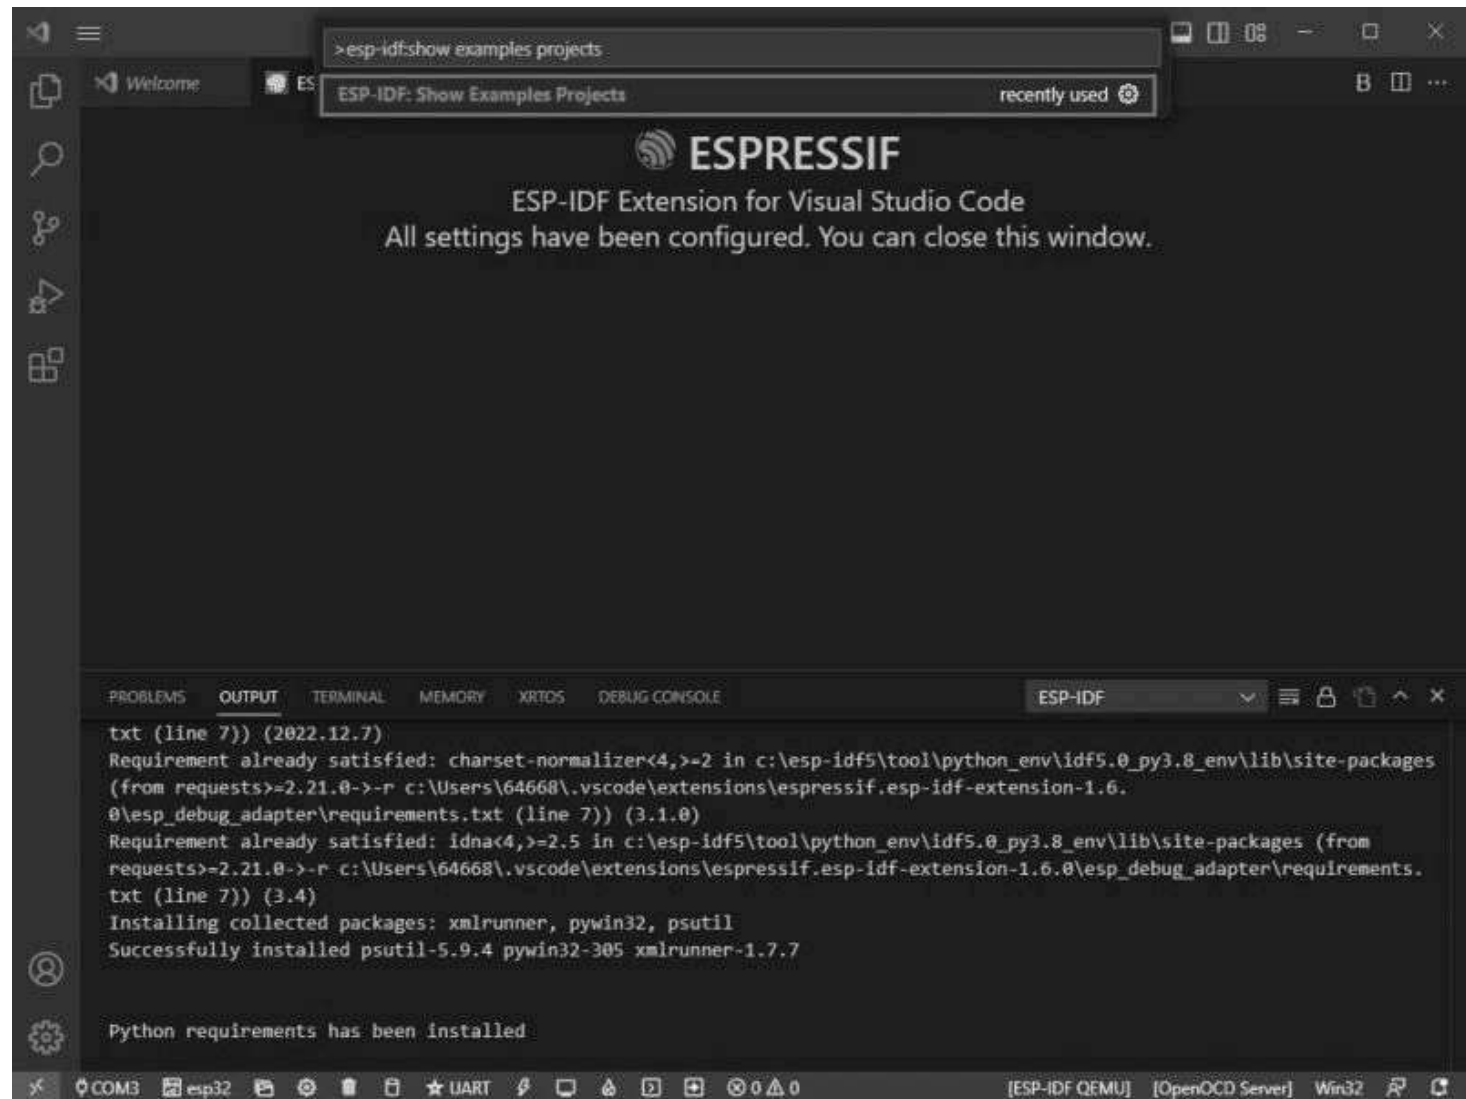 >esp-idf:show examples projects
ESP-IDF: Show Examples Projects recently used
Welcome ES
ESPRESSIF
ESP-IDF Extension for Visual Studio Code
All settings have been configured. You can close this window.
PROBLEMS OUTPUT TERMINAL MEMORY XRTOS DEBUG CONSOLE ESP-IDF
txt (line 7)) (2022.12.7)
Requirement already satisfied: charset-normalizer<4,>=2 in c:\esp-idf5\tool\python_env\idf5.0_py3.8_env\lib\site-packages
(from requests>=2.21.0->-r c:\Users\64668\.vscode\extensions\espressif.esp-idf-extension-1.6.
0\esp_debug_adapter\requirements.txt (line 7)) (3.1.0)
Requirement already satisfied: idna<4,>=2.5 in c:\esp-idf5\tool\python_env\idf5.0_py3.8_env\lib\site-packages (from
requests>=2.21.0->-r c:\Users\64668\.vscode\extensions\espressif.esp-idf-extension-1.6.0\esp_debug_adapter\requirements.
txt (line 7)) (3.4)
Installing collected packages: xmlrunner, pywin32, psutil
Successfully installed psutil-5.9.4 pywin32-305 xmlrunner-1.7.7
Python requirements has been installed
COM3 esp32 UART 0 0 [ESP-IDF QEMU] [OpenOCD Server] Win32